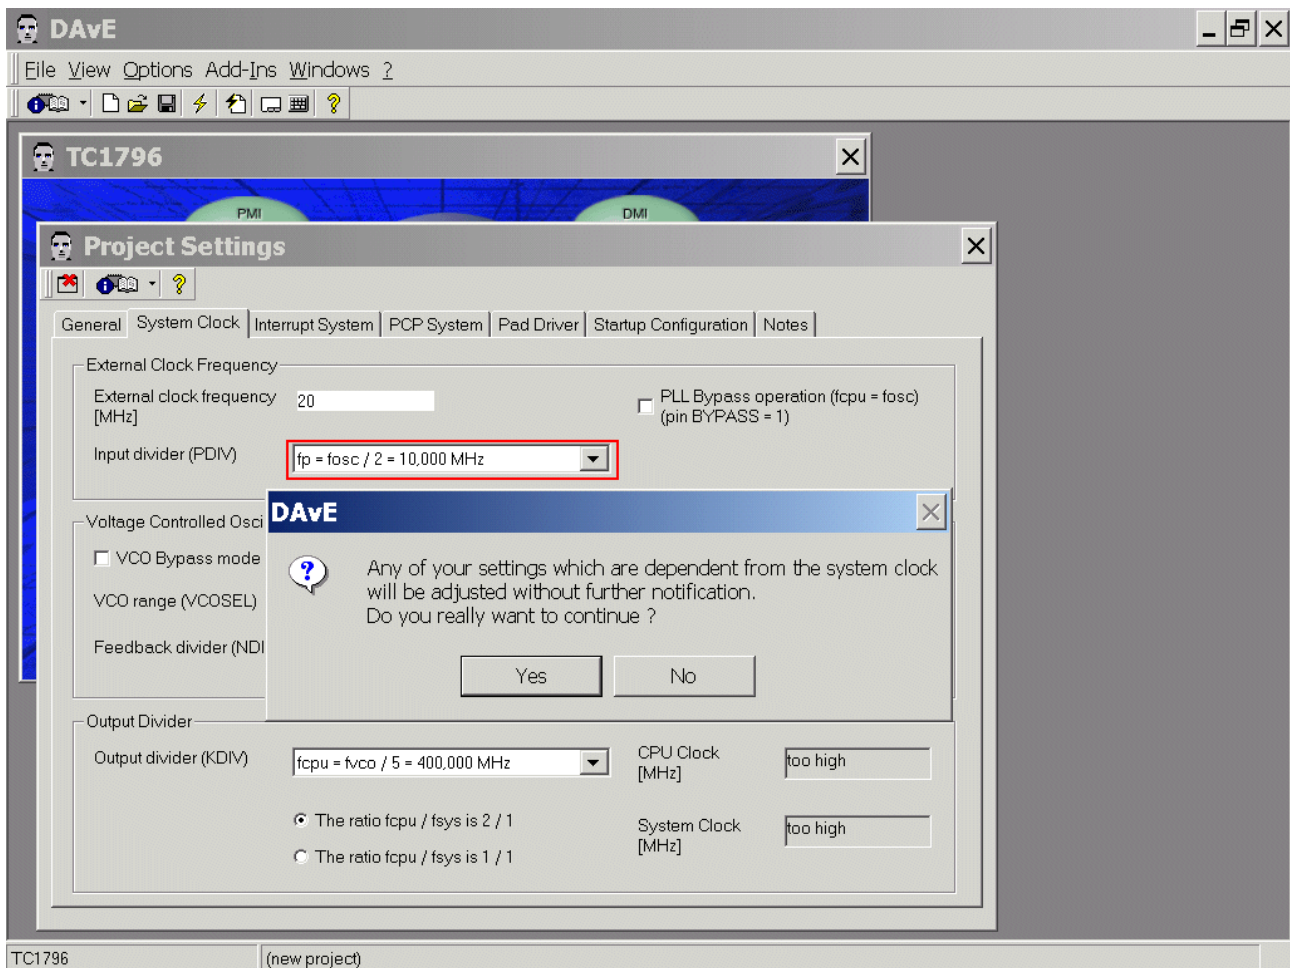 DAvE
File View Options Add-Ins Windows ?
TC1796
PMI
DMI
Project Settings
General System Clock Interrupt System PCP System Pad Driver Startup Configuration Notes
External Clock Frequency
External clock frequency
[MHz]
20
PLL Bypass operation (fcpu = fosc)
(pin BYPASS = 1)
Input divider (PDIV)
fp = fosc / 2 = 10,000 MHz
Voltage Controlled Osci
VCO Bypass mode
VCO range (VCOSEL)
Feedback divider (NDI
DAvE
Any of your settings which are dependent from the system clock
will be adjusted without further notification.
Do you really want to continue ?
Yes
No
Output Divider
Output divider (KDIV)
fcpu = fvco / 5 = 400,000 MHz
CPU Clock
[MHz]
too high
The ratio fcpu / fsys is 2 / 1
The ratio fcpu / fsys is 1 / 1
System Clock
[MHz]
too high
TC1796
(new project)